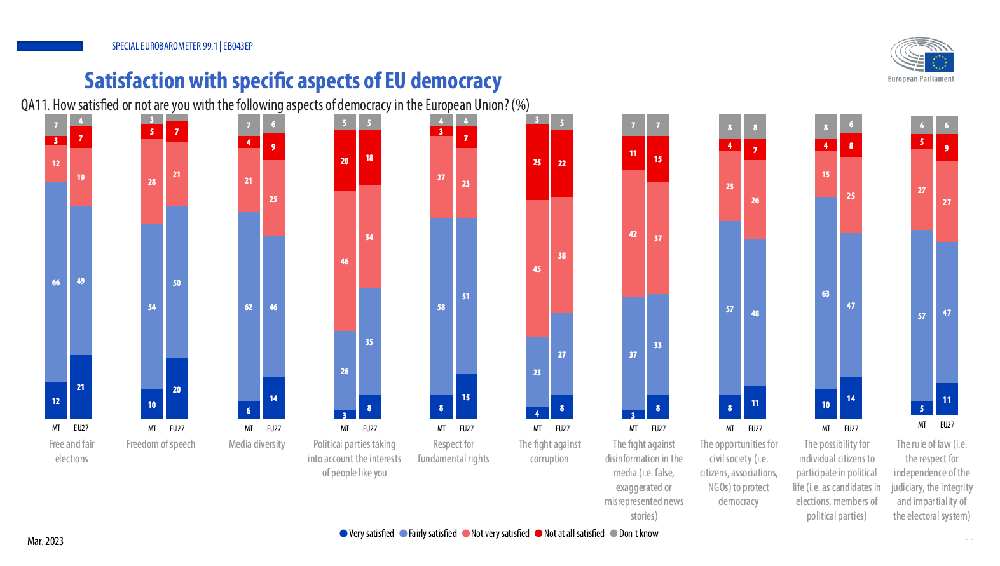 SPECIAL EUROBAROMETER 99.1 | EB043EP
European Parliament
Satisfaction with specific aspects of EU democracy
QA11. How satisfied or not are you with the following aspects of democracy in the European Union? (%)
7 3 12 66 12
4 7 19 49 21
MT EU27
Free and fair
elections
3 5 28 54 10
7 21 50 20
MT EU27
Freedom of speech
7 4 21 62 6
6 9 25 46 14
MT EU27
Media diversity
5 20 46 26 3
5 18 34 35 8
MT EU27
Political parties taking
into account the interests
of people like you
4 3 27 58 8
4 7 23 51 15
MT EU27
Respect for
fundamental rights
3 25 45 23 4
5 22 38 27 8
MT EU27
The fight against
corruption
7 11 42 37 3
7 15 37 33 8
MT EU27
The fight against
disinformation in the
media (i.e. false,
exaggerated or
misrepresented news
stories)
8 4 23 57 8
8 7 26 48 11
MT EU27
The opportunities for
civil society (i.e.
citizens, associations,
NGOs) to protect
democracy
8 4 15 63 10
6 8 25 47 14
MT EU27
The possibility for
individual citizens to
participate in political
life (i.e. as candidates in
elections, members of
political parties)
6 5 27 57 5
6 9 27 47 11
MT EU27
The rule of law (i.e.
the respect for
independence of the
judiciary, the integrity
and impartiality of
the electoral system)
Very satisfied Fairly satisfied Not very satisfied Not at all satisfied Don't know
Mar. 2023